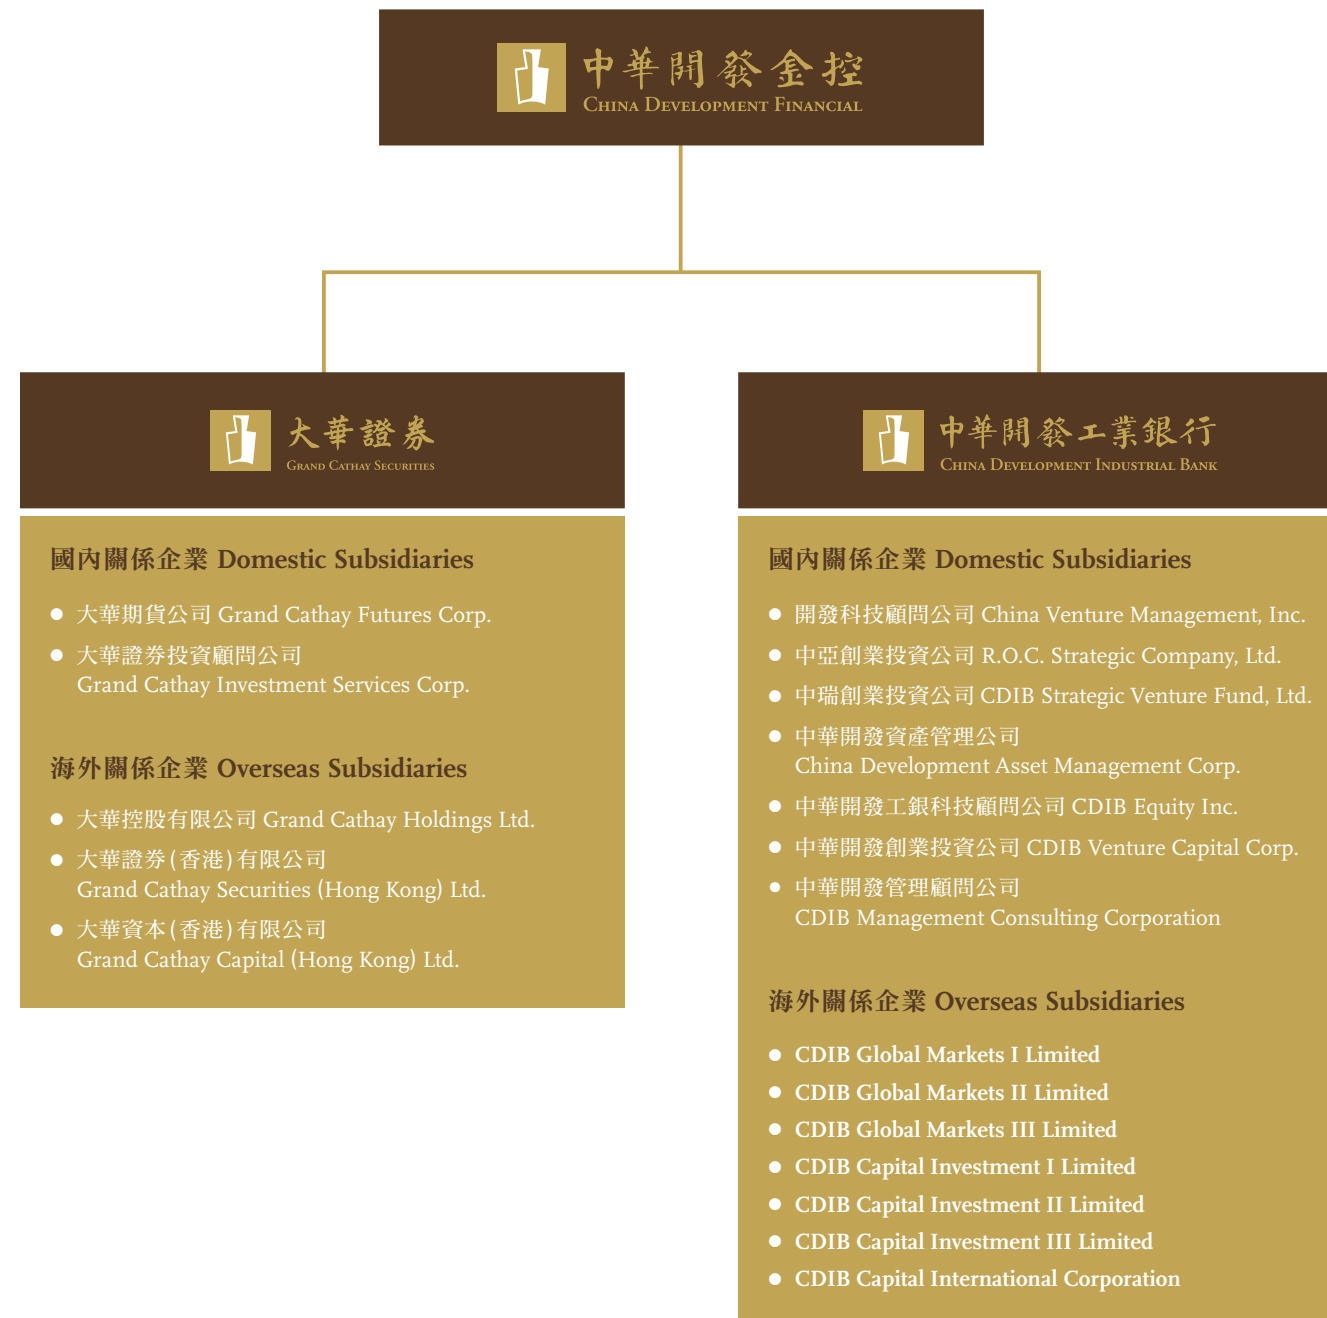 中華開發金控
CHINA DEVELOPMENT FINANCIAL
大華證券
GRAND CATHAY SECURITIES
國內關係企業 Domestic Subsidiaries
大華期貨公司 Grand Cathay Futures Corp.
大華證券投資顧問公司
Grand Cathay Investment Services Corp.
海外關係企業 Overseas Subsidiaries
大華控股有限公司 Grand Cathay Holdings Ltd.
大華證券(香港)有限公司
Grand Cathay Securities (Hong Kong) Ltd.
大華資本(香港)有限公司
Grand Cathay Capital (Hong Kong) Ltd.
中華開發工業銀行
CHINA DEVELOPMENT INDUSTRIAL BANK
國內關係企業 Domestic Subsidiaries
開發科技顧問公司 China Venture Management, Inc.
中亞創業投資公司 R.O.C. Strategic Company, Ltd.
中瑞創業投資公司 CDIB Strategic Venture Fund, Ltd.
中華開發資產管理公司
China Development Asset Management Corp.
中華開發工銀科技顧問公司 CDIB Equity Inc.
中華開發創業投資公司 CDIB Venture Capital Corp.
中華開發管理顧問公司
CDIB Management Consulting Corporation
海外關係企業 Overseas Subsidiaries
CDIB Global Markets I Limited
CDIB Global Markets II Limited
CDIB Global Markets III Limited
CDIB Capital Investment I Limited
CDIB Capital Investment II Limited
CDIB Capital Investment III Limited
CDIB Capital International Corporation